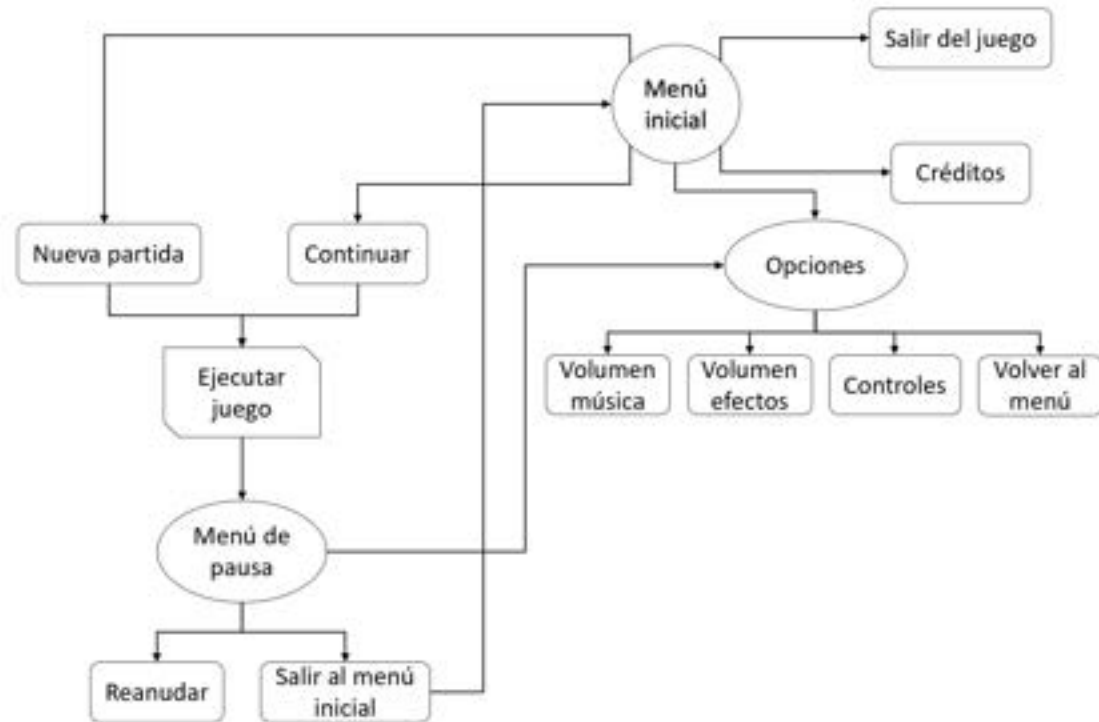 Salir del juego
Menú
inicial
Créditos
Nueva partida
Continuar
Opciones
Ejecutar
juego
Volumen
música
Volumen
efectos
Controles
Volver al
menú
Menú de
pausa
Reanudar
Salir al menú
inicial